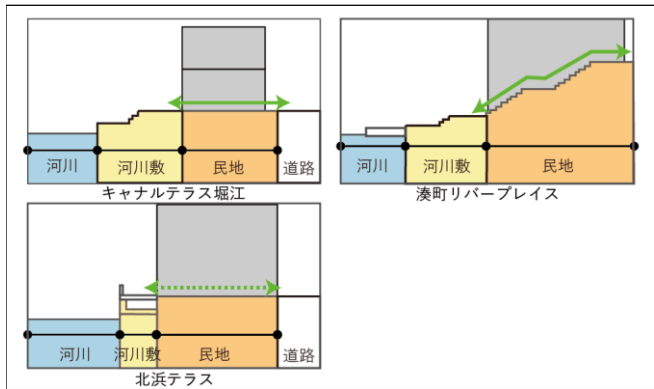 河川 河川敷 民地 道路
キャナルテラス堀江
河川 河川敷 民地
湊町リバープレイス
河川 河川敷 民地 道路
北浜テラス